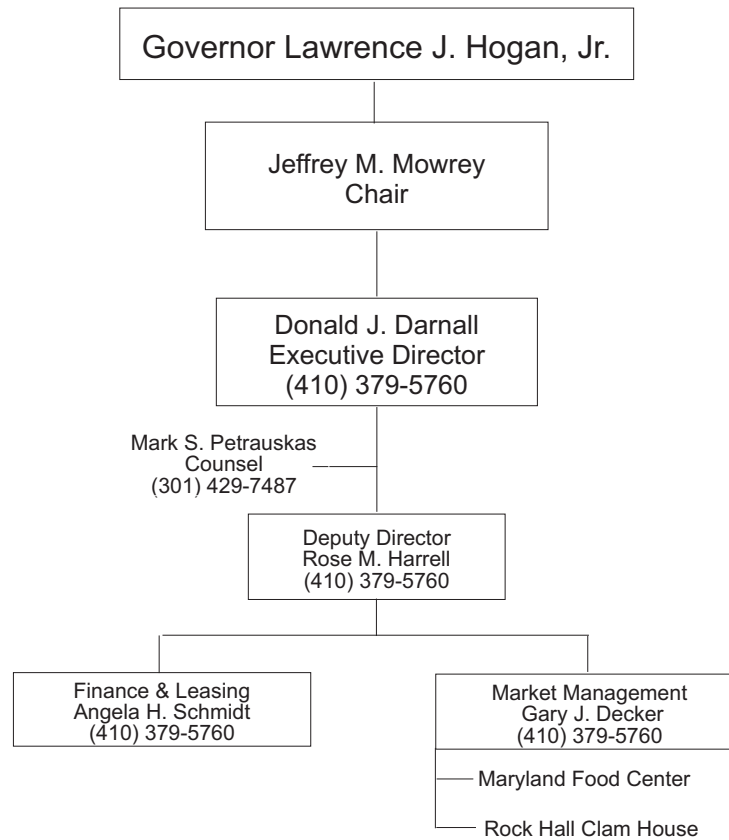 Governor Lawrence J. Hogan, Jr.
Jeffrey M. Mowrey
Chair
Donald J. Darnall
Executive Director
(410) 379-5760
Mark S. Petrauskas
Counsel
(301) 429-7487
Deputy Director
Rose M. Harrell
(410) 379-5760
Finance & Leasing
Angela H. Schmidt
(410) 379-5760
Market Management
Gary J. Decker
(410) 379-5760
Maryland Food Center
Rock Hall Clam House